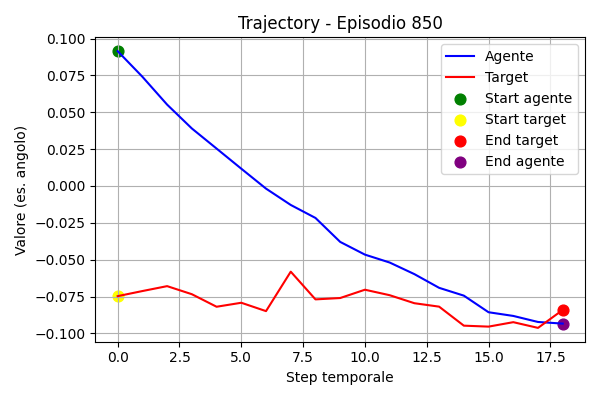 Trajectory - Episodio 850
Valore (es. angolo)
0.100
0.075
0.050
0.025
0.000
−0.025
−0.050
−0.075
−0.100
Agente
Target
Start agente
Start target
End target
End agente
0.0 2.5 5.0 7.5 10.0 12.5 15.0 17.5
Step temporale